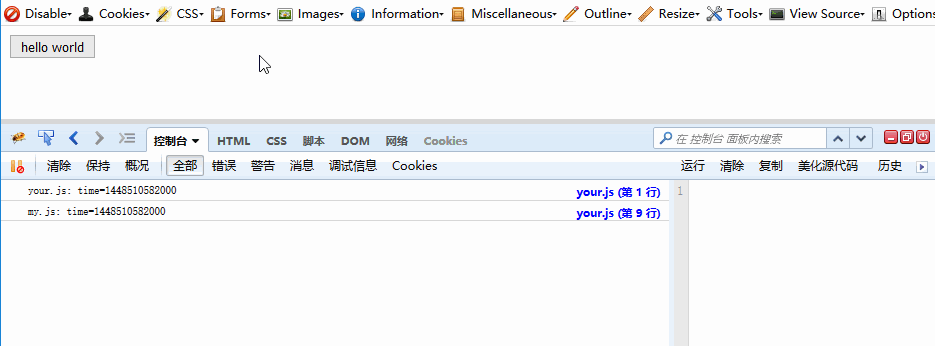 Disable Cookies CSS Forms Images Information Miscellaneous Outline Resize Tools View Source Options
hello world
控制台 HTML CSS 脚本 DOM 网络 Cookies 在 控制台 面板内搜索
清除 保持 概况 全部 错误 警告 消息 调试信息 Cookies 运行 清除 复制 美化源代码 历史
your.js: time=1448510582000 your.js (第 1 行) 1
my.js: time=1448510582000 your.js (第 9 行)